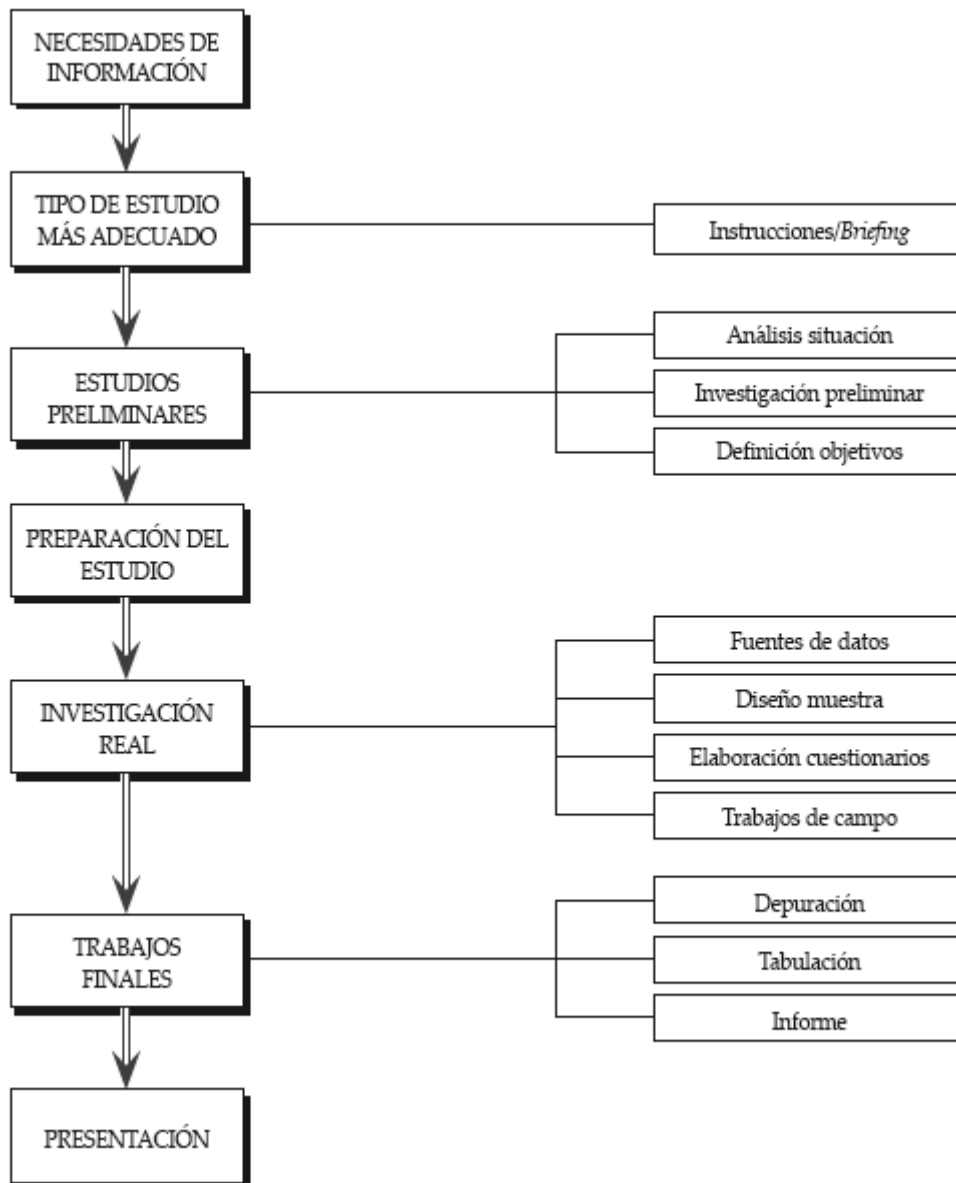 NECESIDADES DE
INFORMACIÓN
TIPO DE ESTUDIO
MÁS ADECUADO
Instrucciones/Briefing
ESTUDIOS
PRELIMINARES
Análisis situación
Investigación preliminar
Definición objetivos
PREPARACIÓN DEL
ESTUDIO
INVESTIGACIÓN
REAL
Fuentes de datos
Diseño muestra
Elaboración cuestionarios
Trabajos de campo
TRABAJOS
FINALES
Depuración
Tabulación
Informe
PRESENTACIÓN